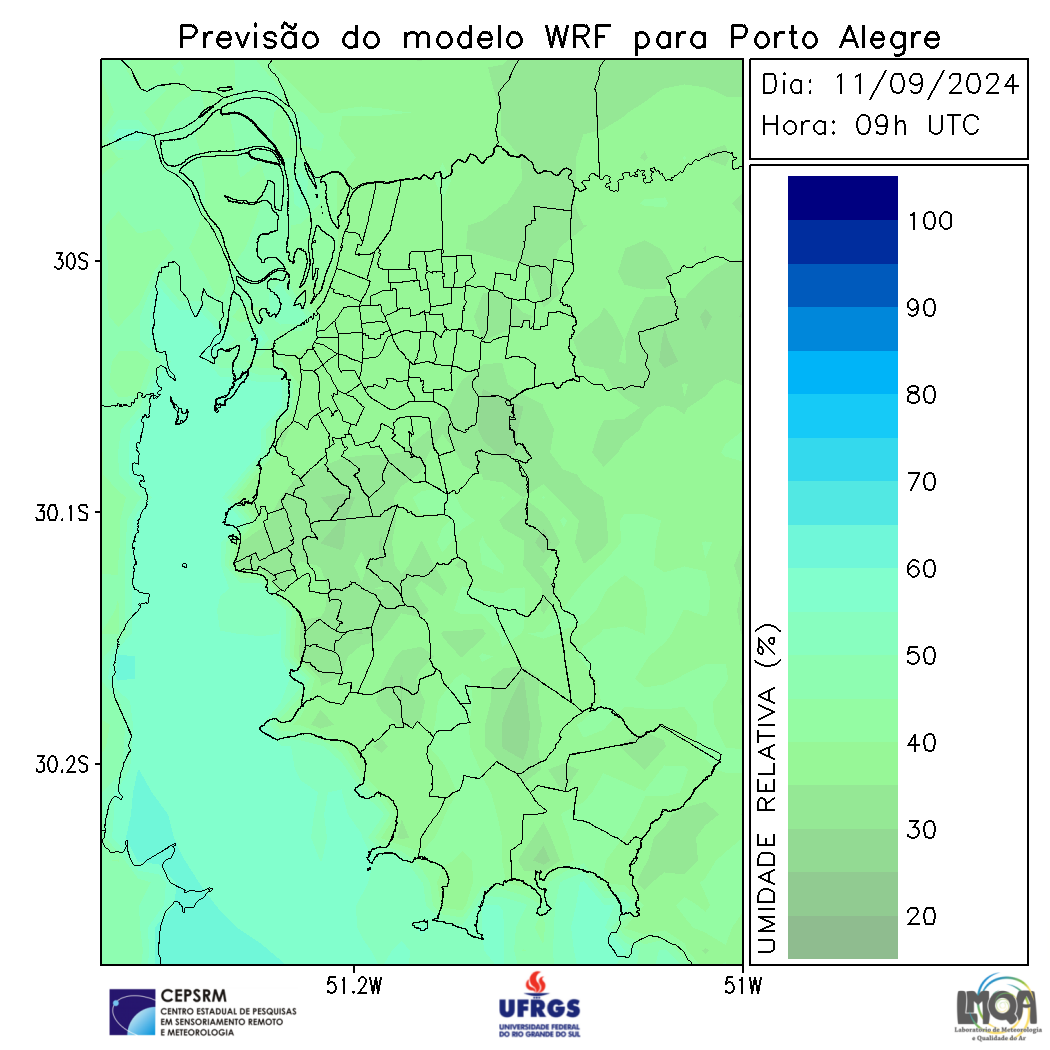 Previsão do modelo WRF para Porto Alegre
Dia: 11/09/2024
Hora: 09h UTC
30S
30.1S
30.2S
51.2W
51W
100
90
80
70
60
50
40
30
20
UMIDADE RELATIVA (%)
CEPSRM
CENTRO ESTADUAL DE PESQUISAS
EM SENSORIAMENTO REMOTO
E METEOROLOGIA
UFRGS
UNIVERSIDADE FEDERAL
DO RIO GRANDE DO SUL
LMQA
Laboratório de Meteorologia
e Qualidade do Ar